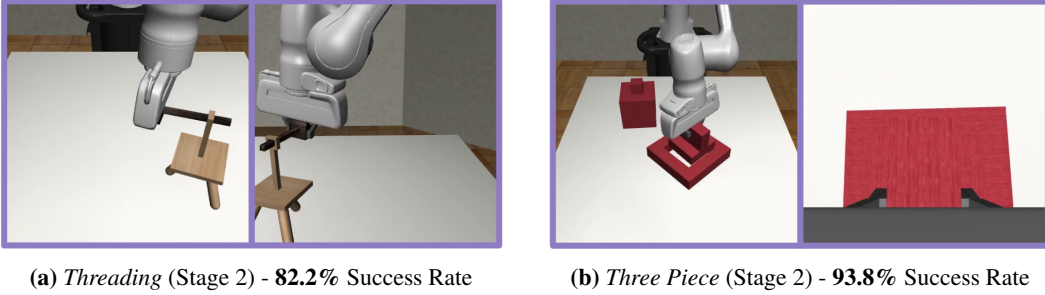 (a) Threading (Stage 2) - 82.2% Success Rate
(b) Three Piece (Stage 2) - 93.8% Success Rate